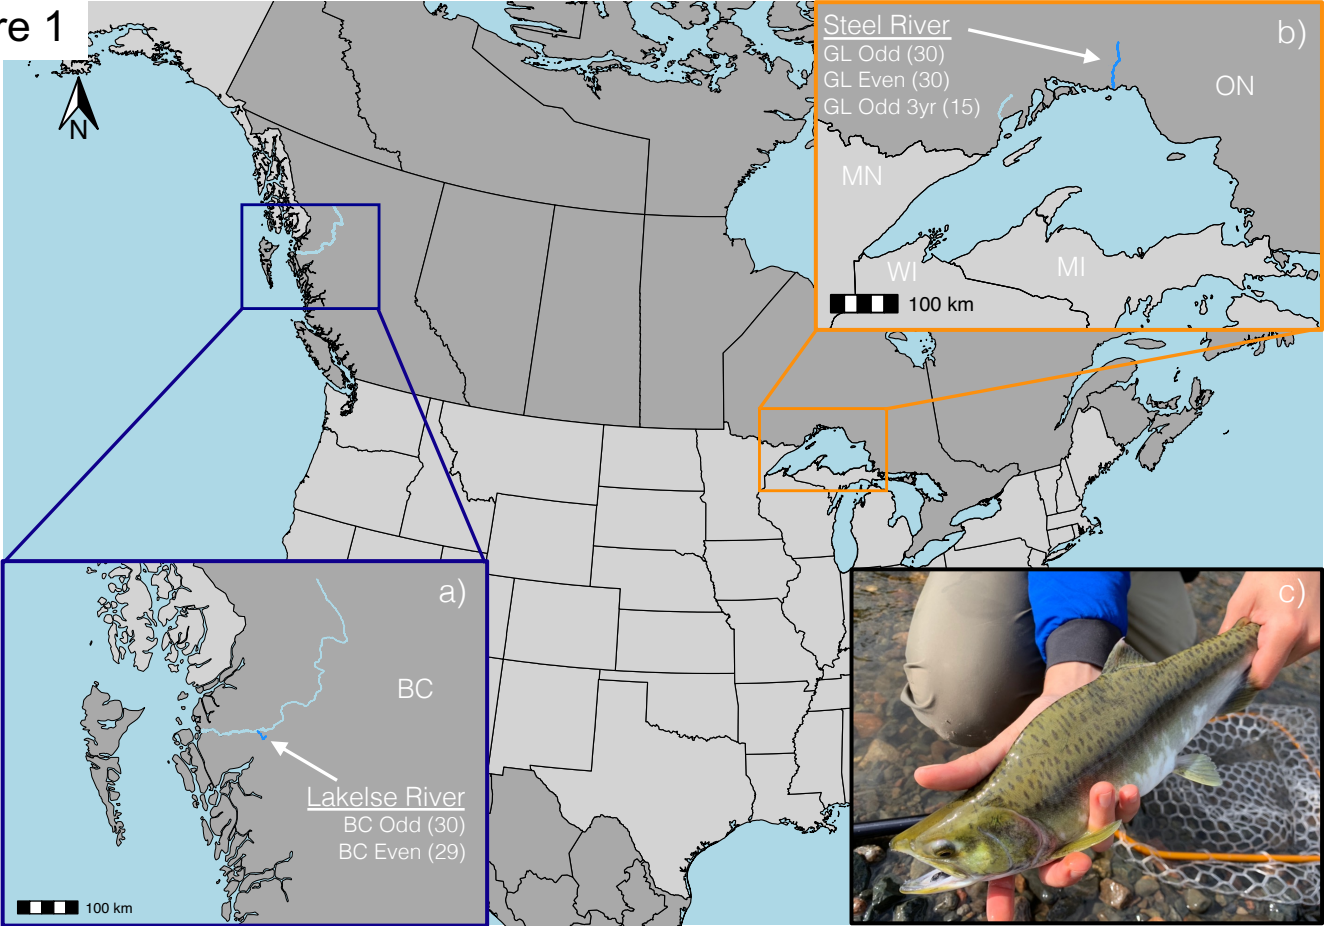 re 1
N
Steel River
GL Odd (30)
GL Even (30)
GL Odd 3yr (15)
b)
ON
MN
WI
MI
100 km
a)
BC
Lakelse River
BC Odd (30)
BC Even (29)
100 km
c)